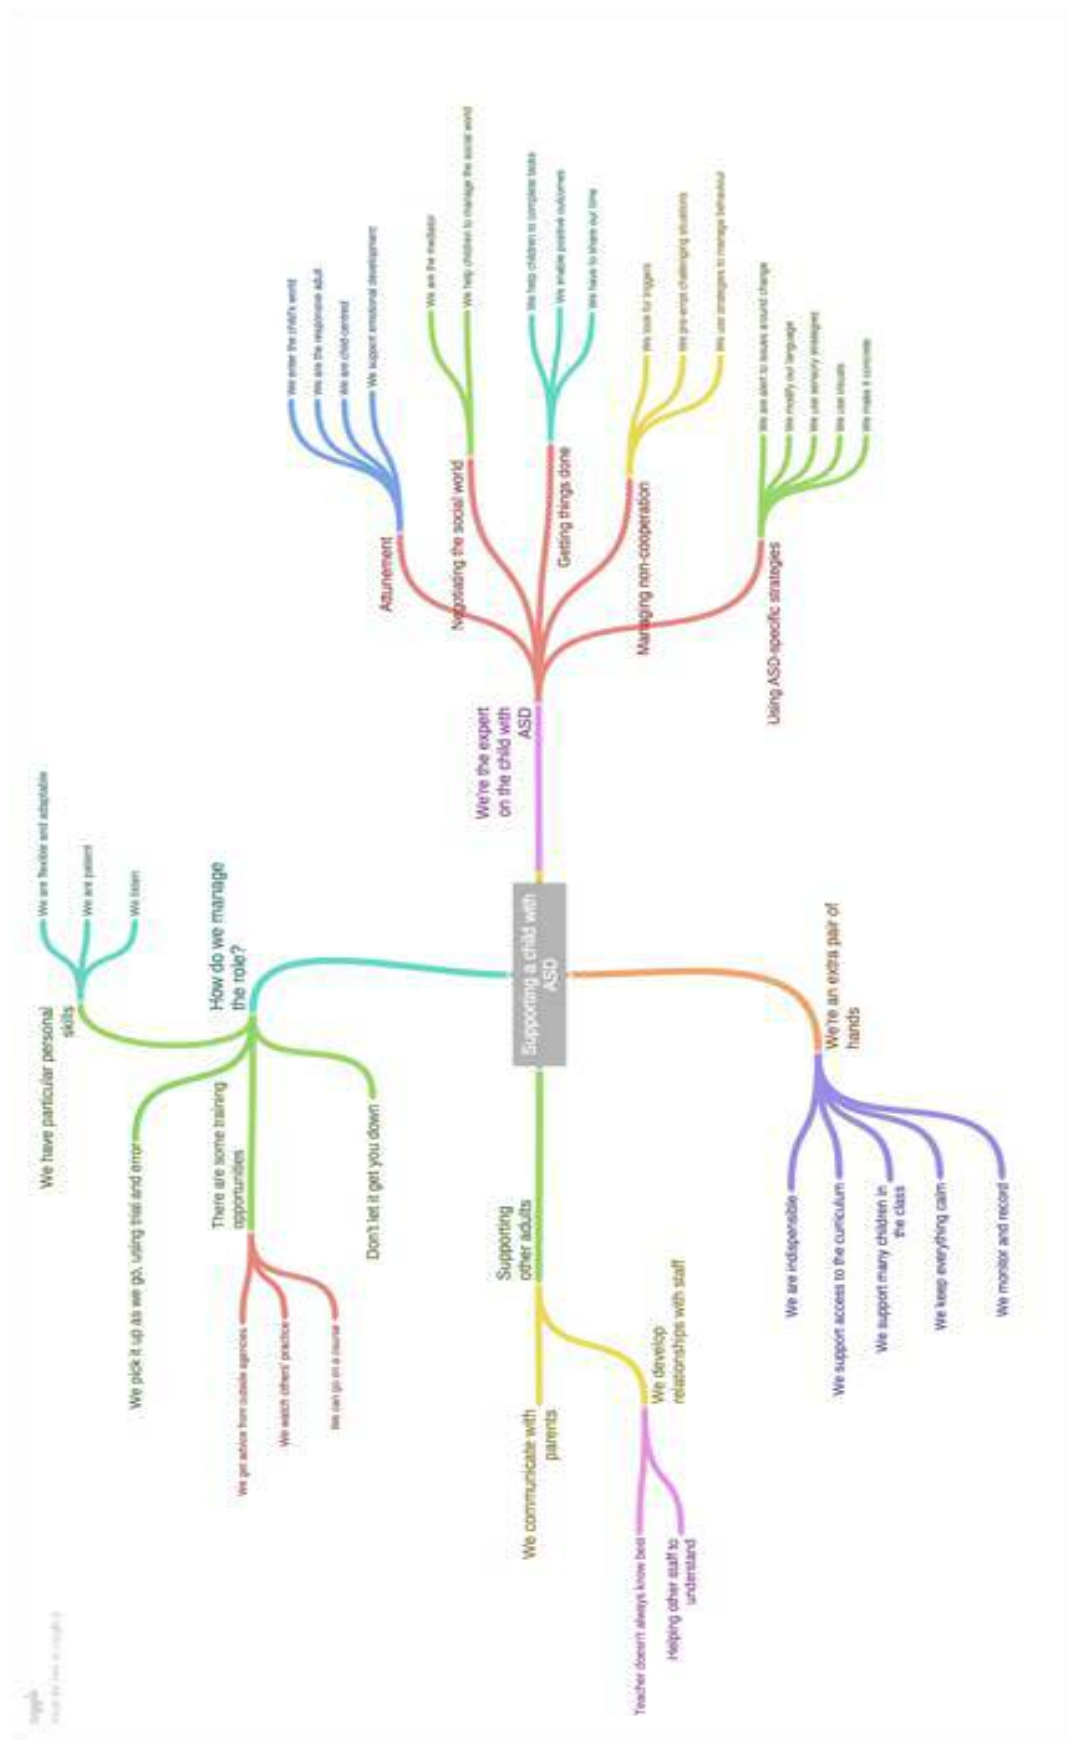 How do we manage
the role?
We have particular personal
skills
We are flexible and adaptable
We are patient
We listen
We pick it up as we go, using trial and error
There are some training
opportunities
We get advice from outside agencies
We watch others' practice
We can go on a course
Don't let it get you down
Supporting a child with
ASD
Supporting
other adults
We communicate with
parents
We develop
relationships with staff
Teacher doesn't always know best
Helping other staff to
understand
We're the expert
on the child with
ASD
Attunement
We enter the child's world
We are the responsive adult
We are child-centred
We support emotional development
Negotiating the social world
We are the mediator
We help children to manage the social world
Getting things done
We help children to complete tasks
We enable positive outcomes
We have to share our time
Managing non-cooperation
We look for triggers
We pre-empt challenging situations
We use strategies to manage behaviour
Using ASD-specific strategies
We are alert to issues around change
We modify our language
We use sensory strategies
We use visuals
We make it concrete
We're an extra pair of
hands
We are indispensible
We support access to the curriculum
We support many children in
the class
We keep everything calm
We monitor and record